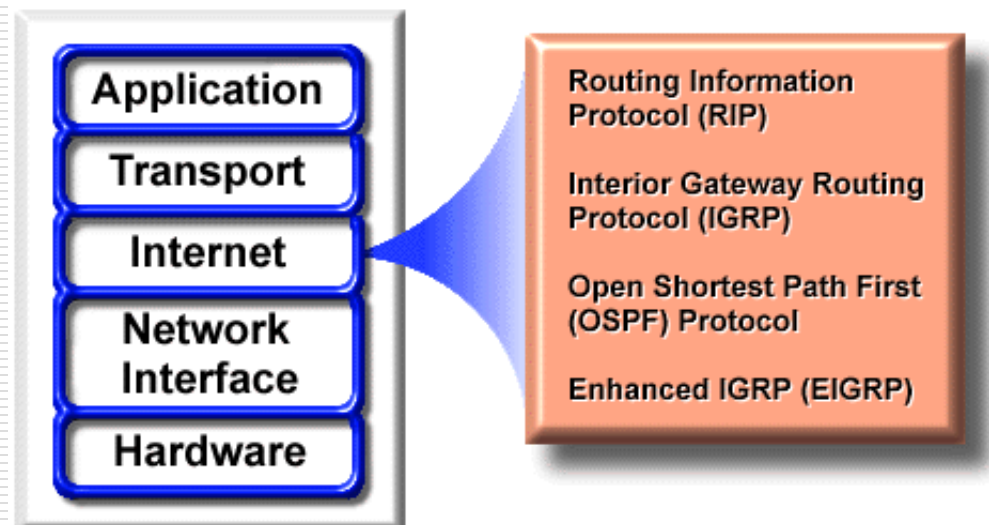 Application
Transport
Internet
Network
Interface
Hardware
Routing Information
Protocol (RIP)
Interior Gateway Routing
Protocol (IGRP)
Open Shortest Path First
(OSPF) Protocol
Enhanced IGRP (EIGRP)